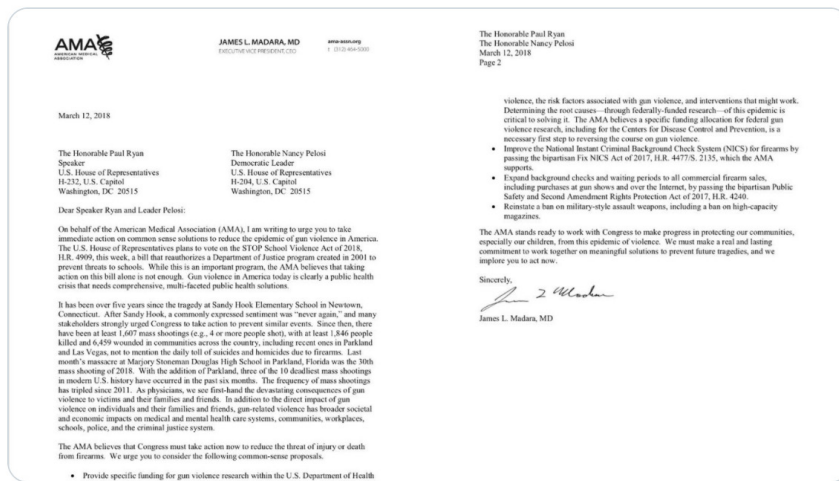 AMA
AMERICAN MEDICAL
ASSOCIATION
JAMES L. MADARA, MD
EXECUTIVE VICE PRESIDENT, CEO
ama-assn.org
t (312) 464-5000
March 12, 2018
The Honorable Paul Ryan
Speaker
U.S. House of Representatives
H-232, U.S. Capitol
Washington, DC 20515
The Honorable Nancy Pelosi
Democratic Leader
U.S. House of Representatives
H-204, U.S. Capitol
Washington, DC 20515
Dear Speaker Ryan and Leader Pelosi:
On behalf of the American Medical Association (AMA), I am writing to urge you to take
immediate action on common sense solutions to reduce the epidemic of gun violence in America.
The U.S. House of Representatives plans to vote on the STOP School Violence Act of 2018,
H.R. 4909, this week, a bill that reauthorizes a Department of Justice program created in 2001 to
prevent threats to schools. While this is an important program, the AMA believes that taking
action on this bill alone is not enough. Gun violence in America today is clearly a public health
crisis that needs comprehensive, multi-faceted public health solutions.
It has been over five years since the tragedy at Sandy Hook Elementary School in Newtown,
Connecticut. After Sandy Hook, a commonly expressed sentiment was “never again,” and many
stakeholders strongly urged Congress to take action to prevent similar events. Since then, there
have been at least 1,607 mass shootings (e.g., 4 or more people shot), with at least 1,846 people
killed and 6,459 wounded in communities across the country, including recent ones in Parkland
and Las Vegas, not to mention the daily toll of suicides and homicides due to firearms. Last
month’s massacre at Marjory Stoneman Douglas High School in Parkland, Florida was the 30th
mass shooting of 2018. With the addition of Parkland, three of the 10 deadliest mass shootings
in modern U.S. history have occurred in the past six months. The frequency of mass shootings
has tripled since 2011. As physicians, we see first-hand the devastating consequences of gun
violence to victims and their families and friends. In addition to the direct impact of gun
violence on individuals and their families and friends, gun-related violence has broader societal
and economic impacts on medical and mental health care systems, communities, workplaces,
schools, police, and the criminal justice system.
The AMA believes that Congress must take action now to reduce the threat of injury or death
from firearms. We urge you to consider the following common-sense proposals.
• Provide specific funding for gun violence research within the U.S. Department of Health
The Honorable Paul Ryan
The Honorable Nancy Pelosi
March 12, 2018
Page 2
violence, the risk factors associated with gun violence, and interventions that might work.
Determining the root causes—through federally-funded research—of this epidemic is
critical to solving it. The AMA believes a specific funding allocation for federal gun
violence research, including for the Centers for Disease Control and Prevention, is a
necessary first step to reversing the course on gun violence.
• Improve the National Instant Criminal Background Check System (NICS) for firearms by
passing the bipartisan Fix NICS Act of 2017, H.R. 4477/S. 2135, which the AMA
supports.
• Expand background checks and waiting periods to all commercial firearm sales,
including purchases at gun shows and over the Internet, by passing the bipartisan Public
Safety and Second Amendment Rights Protection Act of 2017, H.R. 4240.
• Reinstate a ban on military-style assault weapons, including a ban on high-capacity
magazines.
The AMA stands ready to work with Congress to make progress in protecting our communities,
especially our children, from this epidemic of violence. We must make a real and lasting
commitment to work together on meaningful solutions to prevent future tragedies, and we
implore you to act now.
Sincerely,
James L. Madara, MD